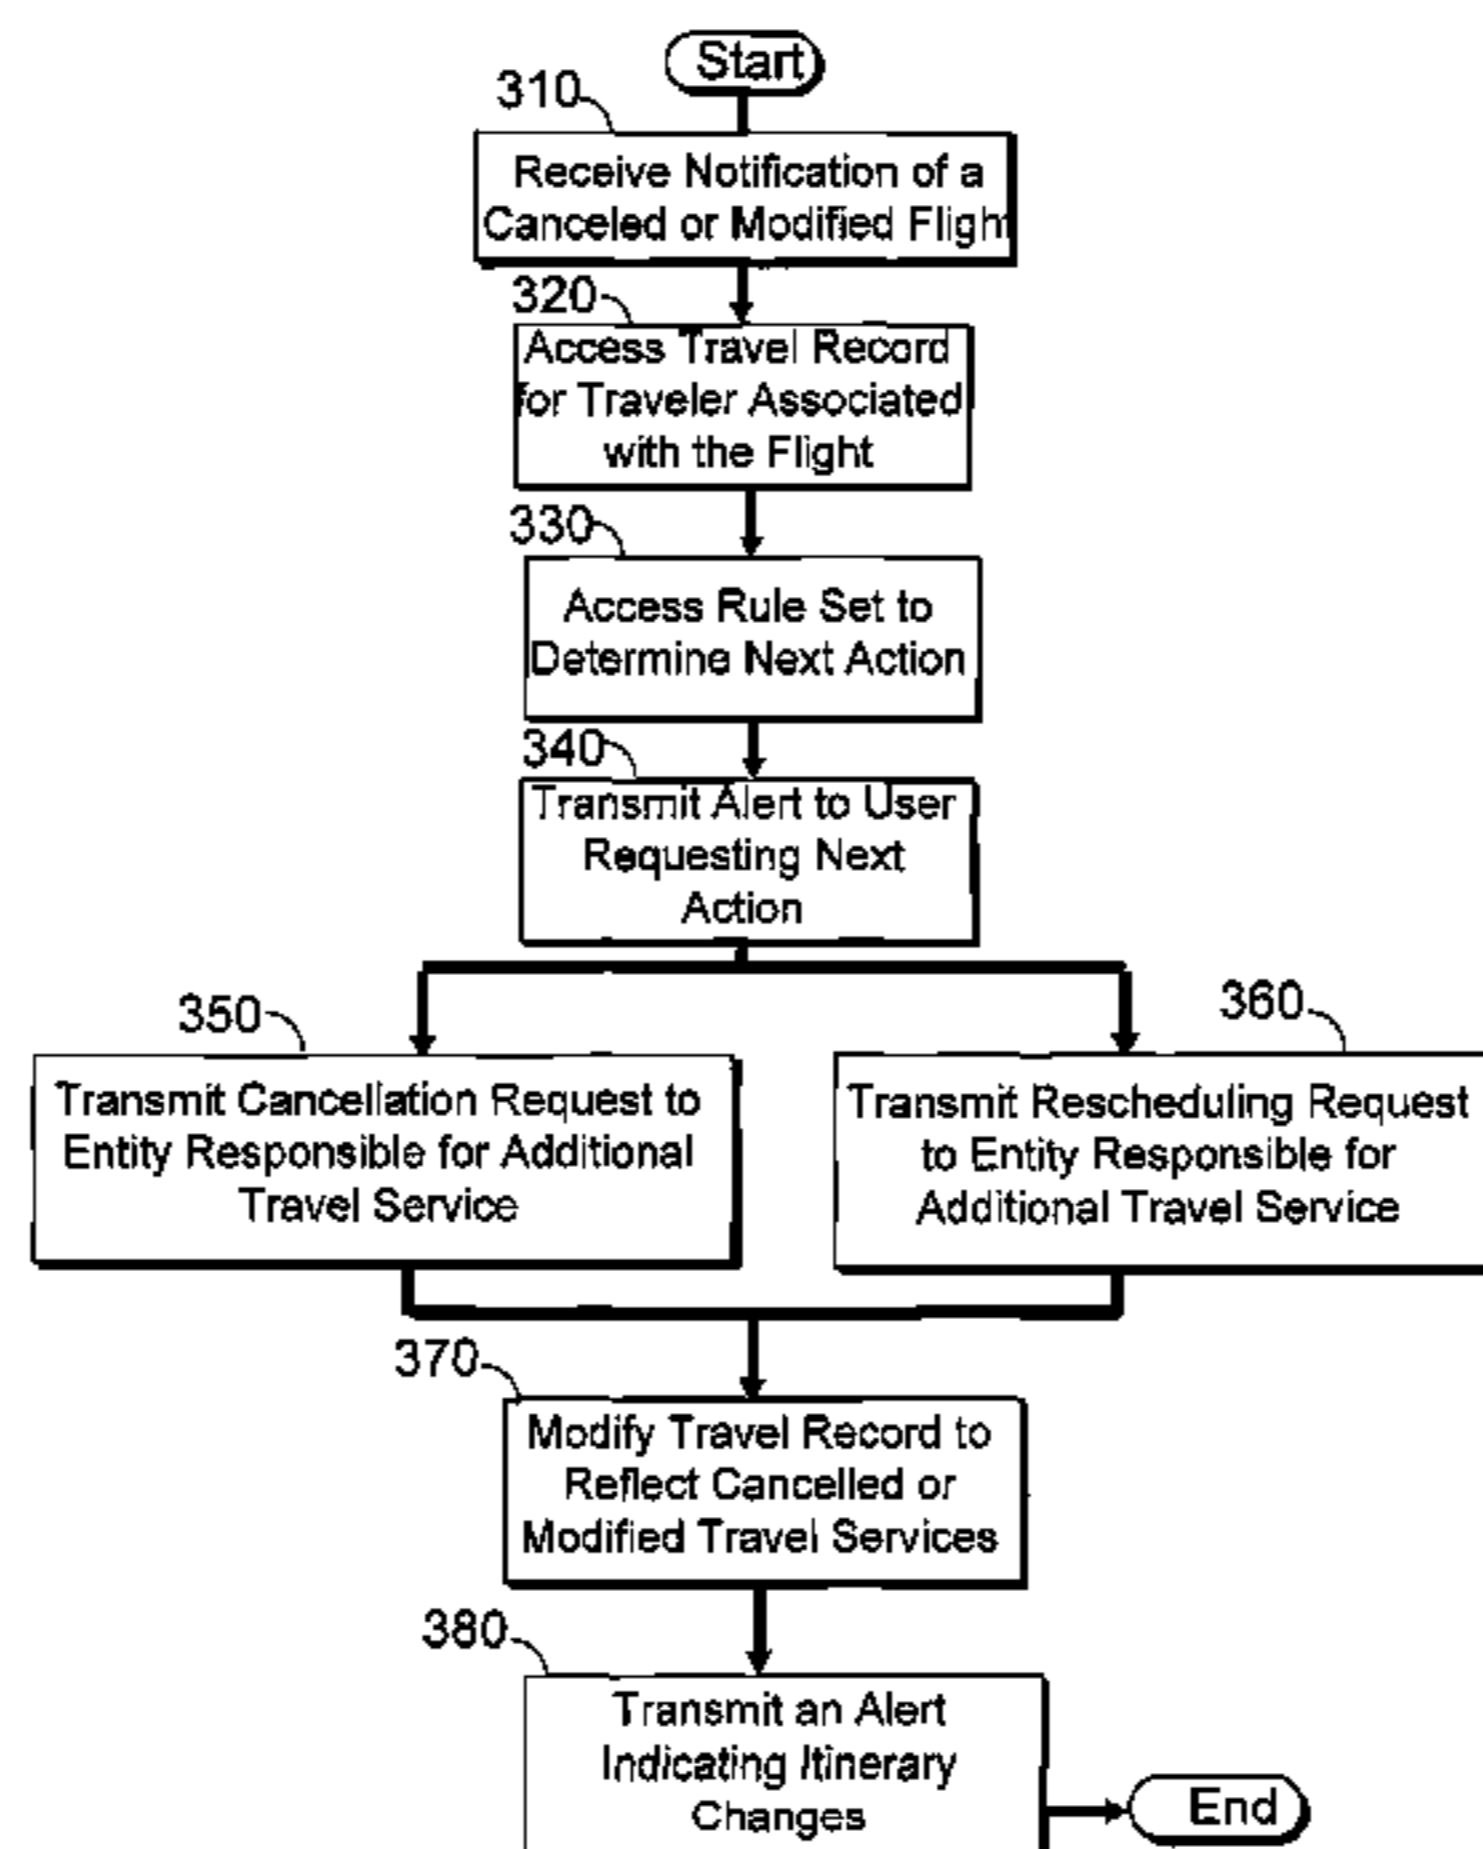 Start
310
Receive Notification of a
Canceled or Modified Flight
320
Access Travel Record
for Traveler Associated
with the Flight
330
Access Rule Set to
Determine Next Action
340
Transmit Alert to User
Requesting Next
Action
350
Transmit Cancellation Request to
Entity Responsible for Additional
Travel Service
360
Transmit Rescheduling Request
to Entity Responsible for
Additional Travel Service
370
Modify Travel Record to
Reflect Cancelled or
Modified Travel Services
380
Transmit an Alert
Indicating Itinerary
Changes
End